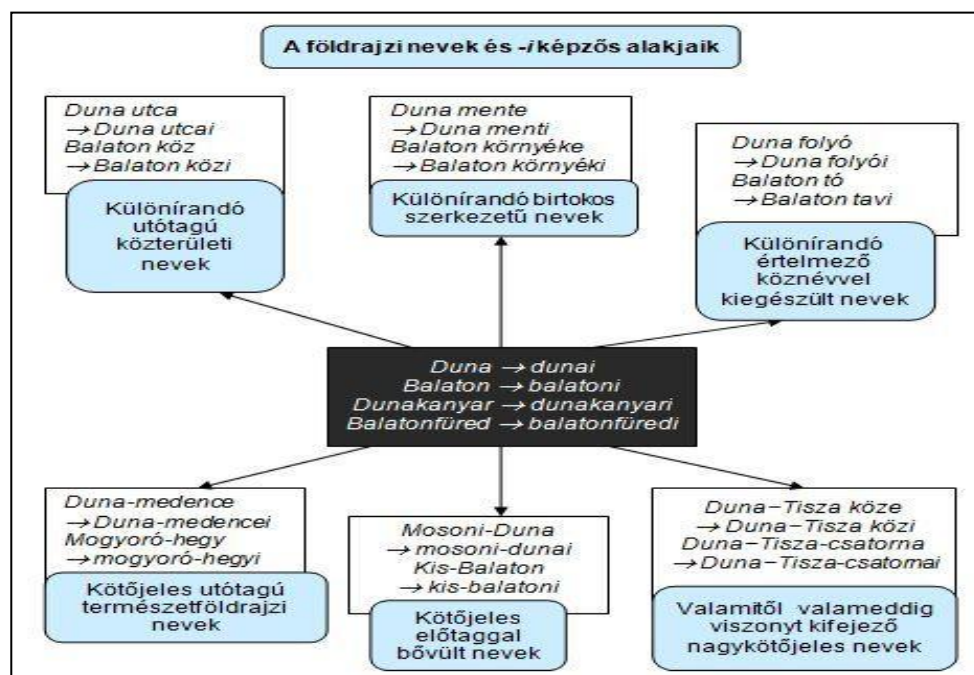 A földrajzi nevek és -i képzős alakjaik
Duna utca
→ Duna utcai
Balaton köz
→ Balaton közi
Különírandó
utótagú
közterületi
nevek
Duna mente
→ Duna menti
Balaton környéke
→ Balaton környéki
Különírandó birtokos
szerkezetű nevek
Duna folyó
→ Duna folyói
Balaton tó
→ Balaton tavi
Különírandó
értelmező
köznévvel
kiegészült nevek
Duna → dunai
Balaton → balatoni
Dunakanyar → dunakanyari
Balatonfüred → balatonfüredi
Duna-medence
→ Duna-medencei
Mogyoró-hegy
→ mogyoró-hegyi
Kötőjeles utótagú
természetföldrajzi
nevek
Mosoni-Duna
→ mosoni-dunai
Kis-Balaton
→ kis-balatoni
Kötőjeles
előtaggal
bővült nevek
Duna–Tisza köze
→ Duna–Tisza közi
Duna–Tisza-csatorna
→ Duna–Tisza-csatornai
Valamitől valameddig
viszonyt kifejező
nagykötőjeles nevek